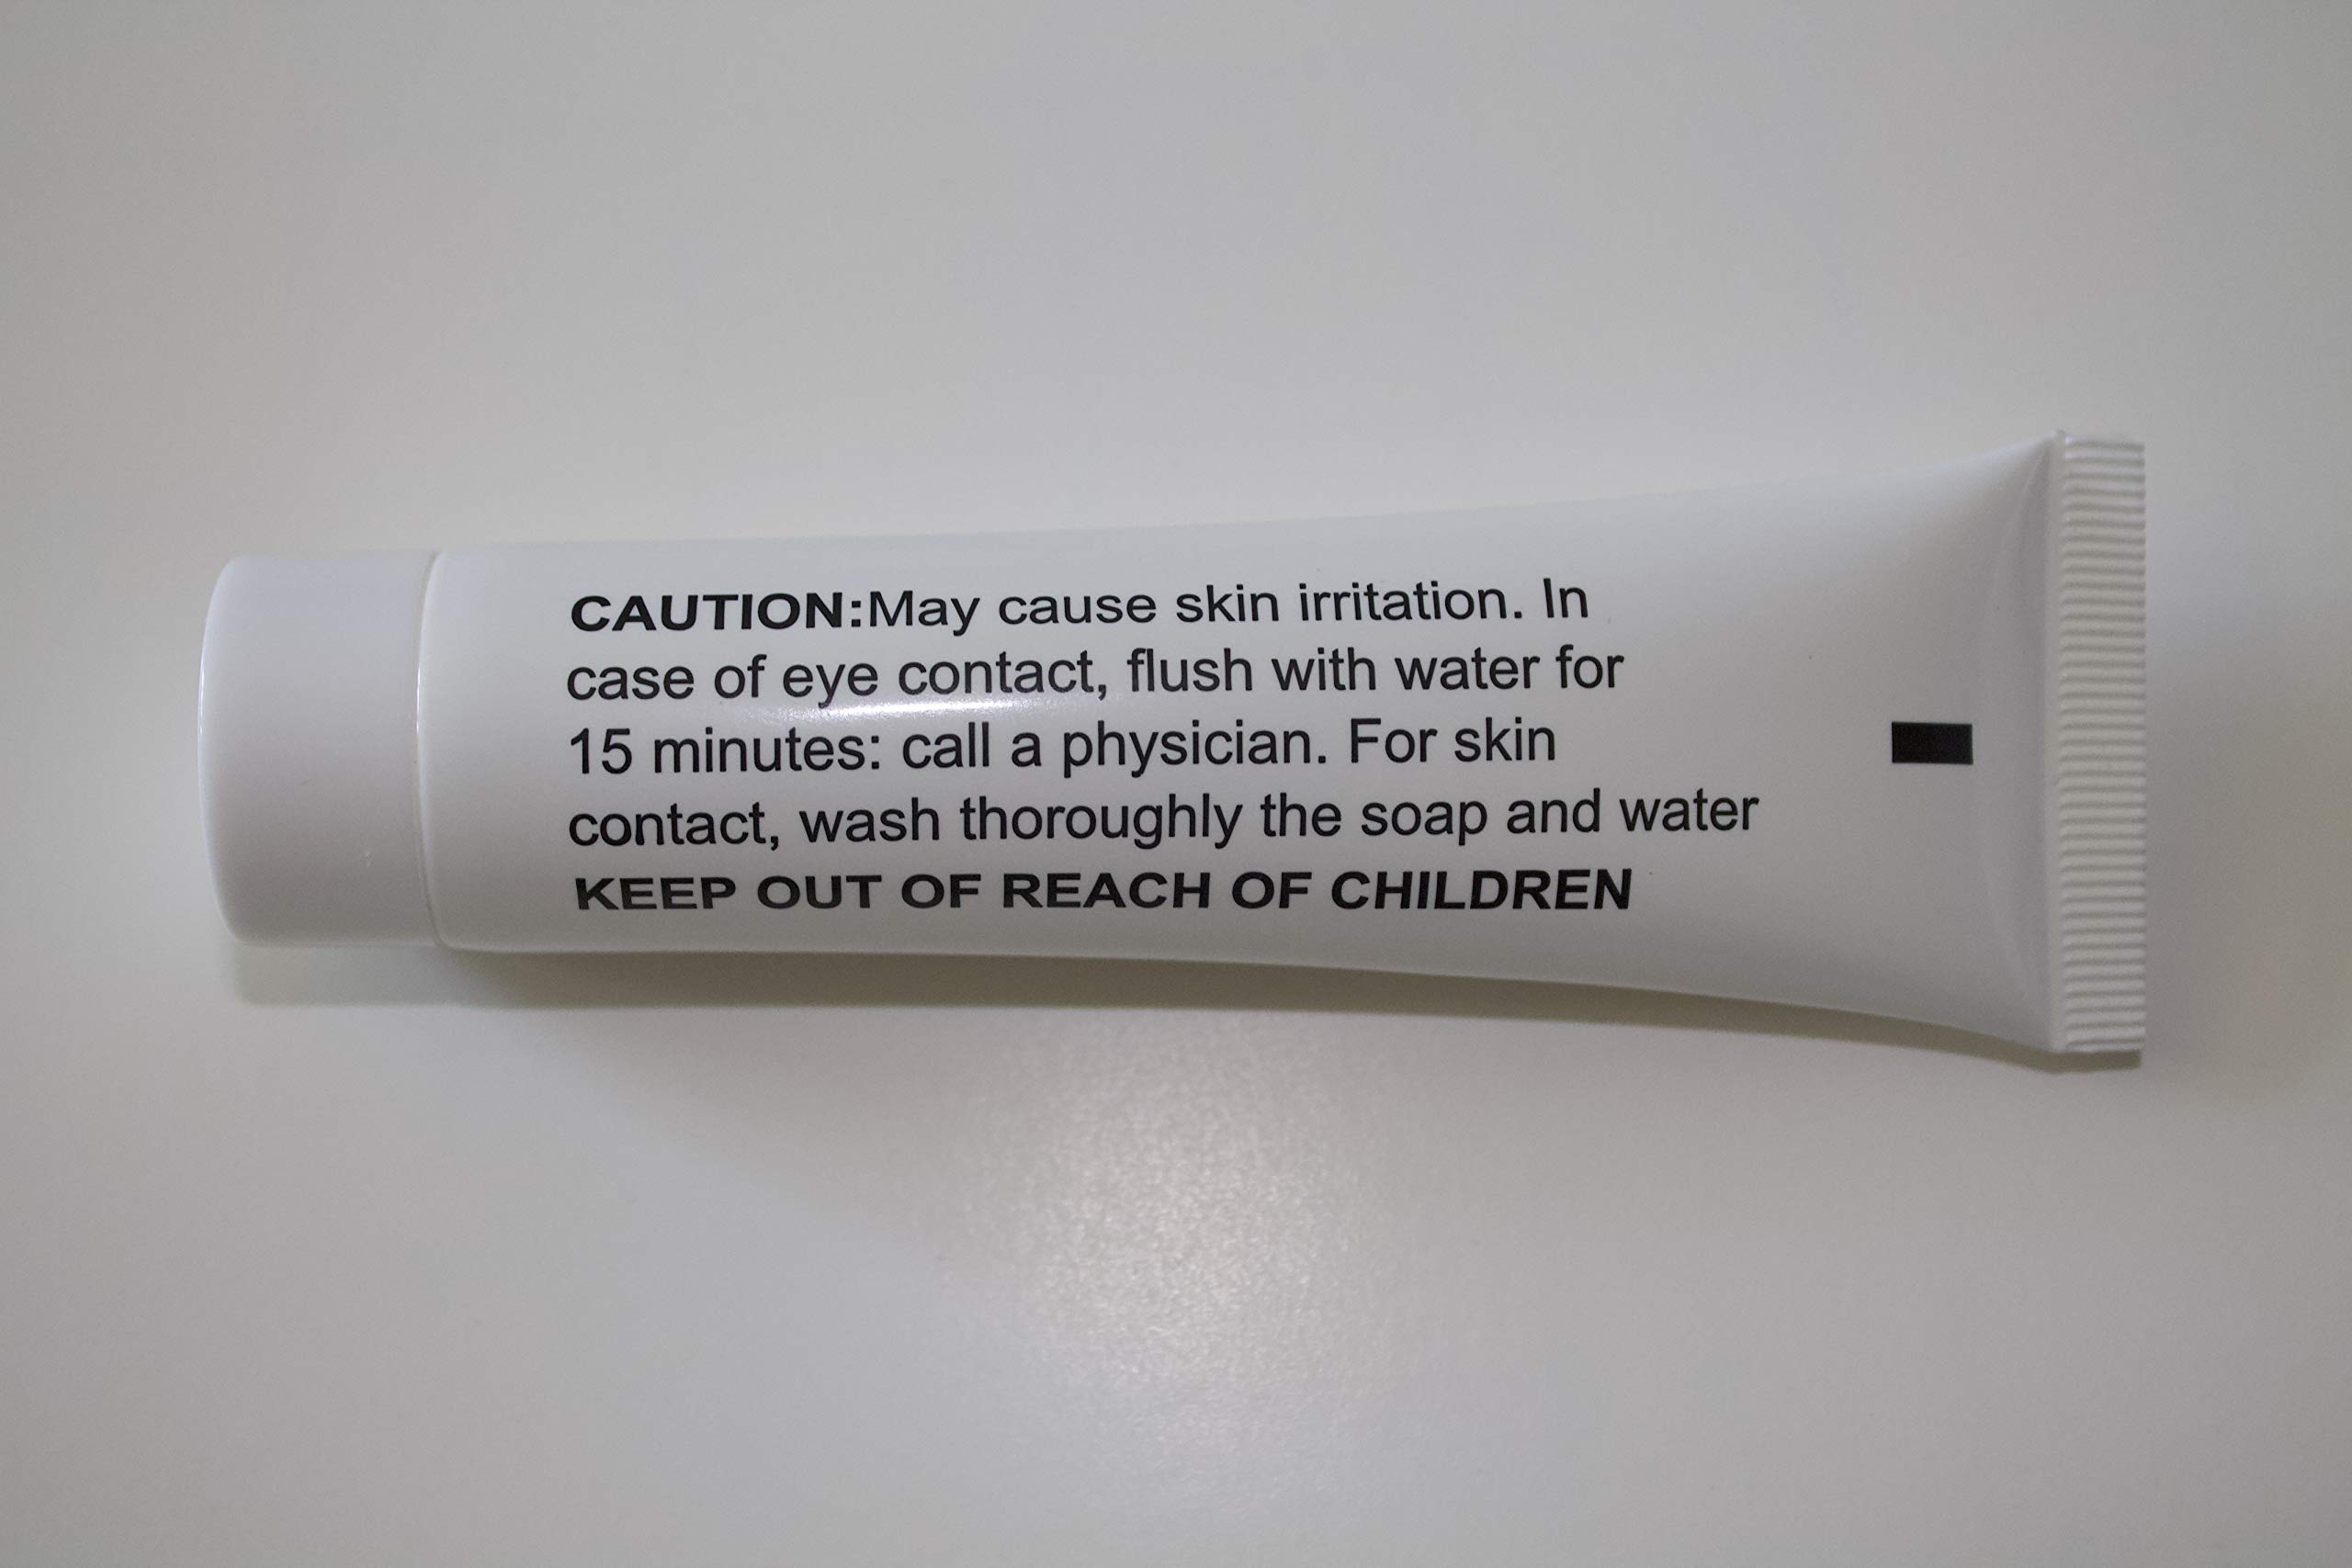 CAUTION:May cause skin irritation. In
case of eye contact, flush with water for
15 minutes: call a physician. For skin
contact, wash thoroughly the soap and water
KEEP OUT OF REACH OF CHILDREN